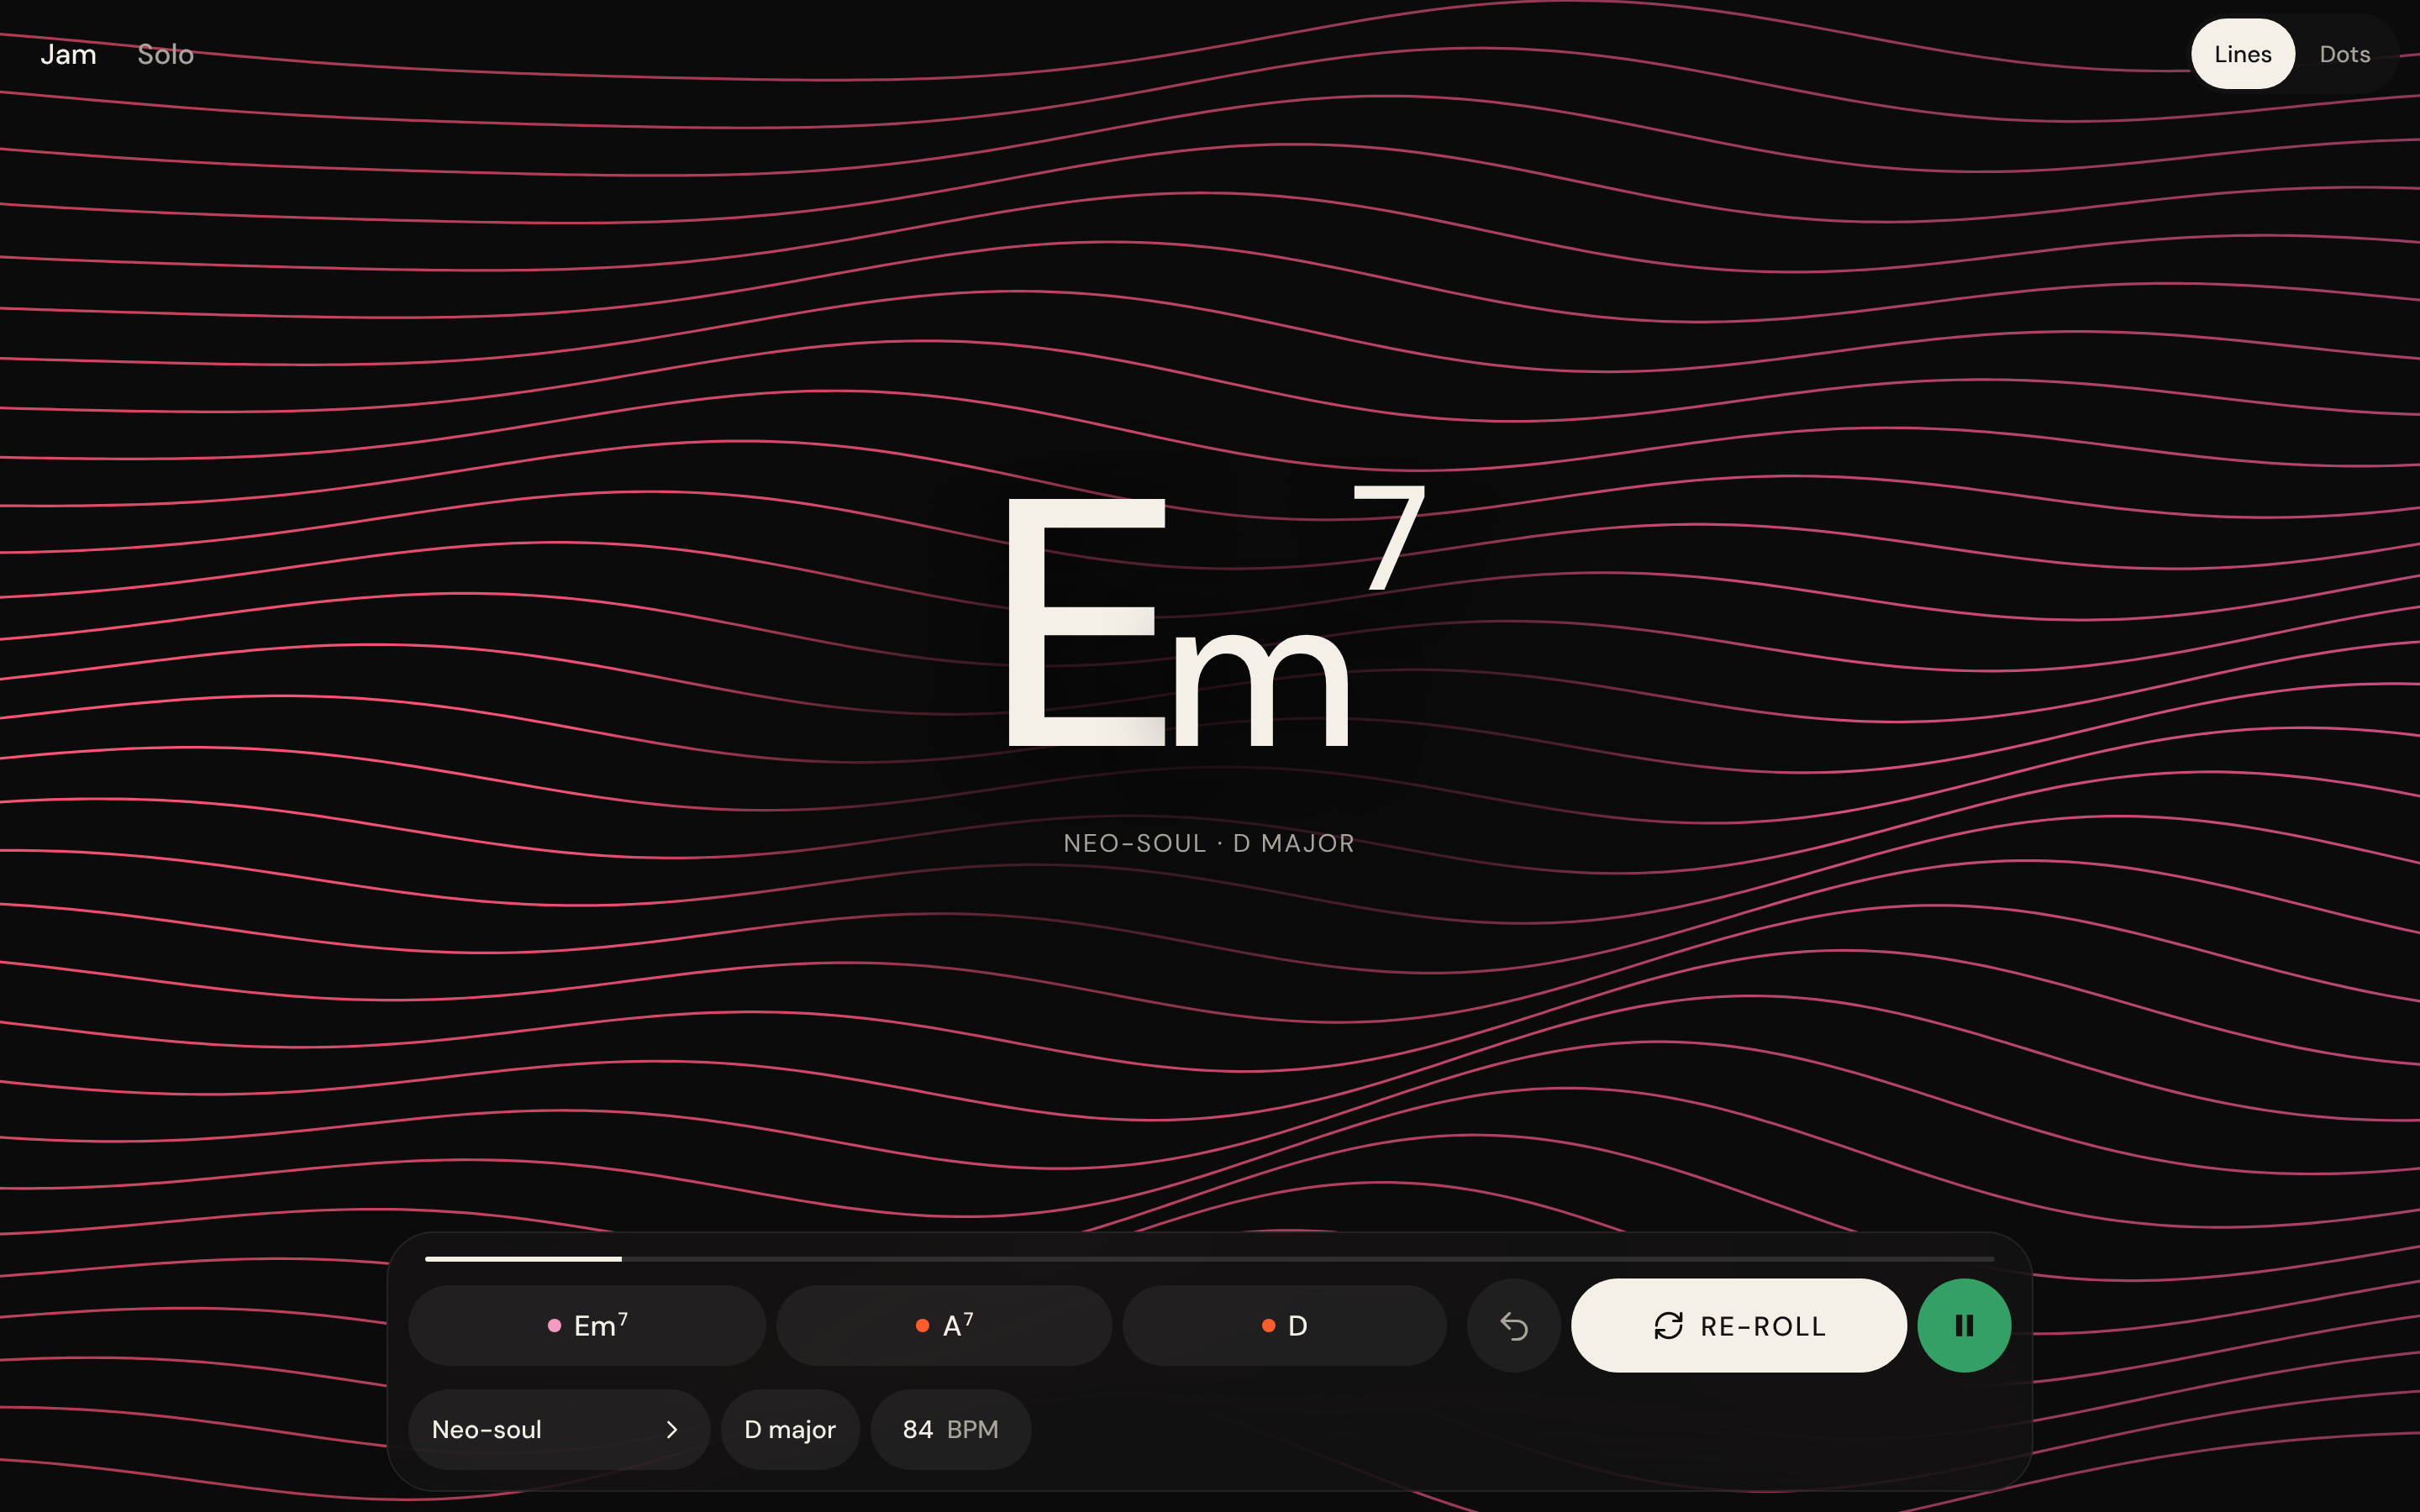 Jam Solo
Lines Dots
Em⁷
NEO-SOUL · D MAJOR
Em⁷ A⁷ D RE-ROLL
Neo-soul D major 84 BPM